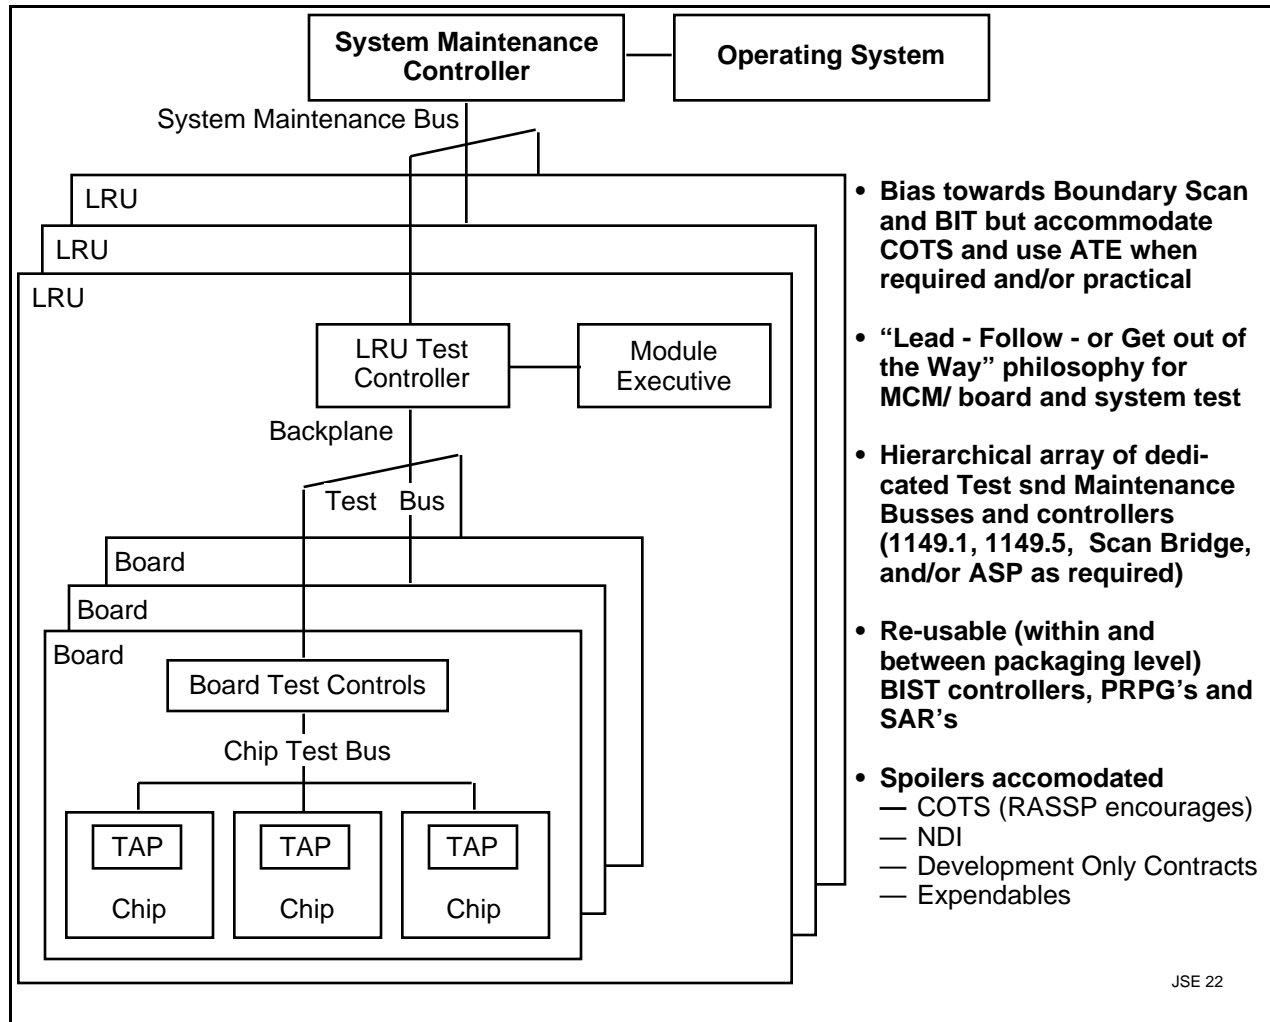 System Maintenance
Controller
Operating System
System Maintenance Bus
LRU
LRU
LRU
LRU Test
Controller
Module
Executive
Backplane
Test Bus
Board
Board
Board
Board Test Controls
Chip Test Bus
TAP
TAP
TAP
Chip
Chip
Chip
• Bias towards Boundary Scan
and BIT but accommodate
COTS and use ATE when
required and/or practical
• “Lead - Follow - or Get out of
the Way” philosophy for
MCM/ board and system test
• Hierarchical array of dedi-
cated Test snd Maintenance
Busses and controllers
(1149.1, 1149.5, Scan Bridge,
and/or ASP as required)
• Re-usable (within and
between packaging level)
BIST controllers, PRPG’s and
SAR’s
• Spoilers accomodated
— COTS (RASSP encourages)
— NDI
— Development Only Contracts
— Expendables
JSE 22